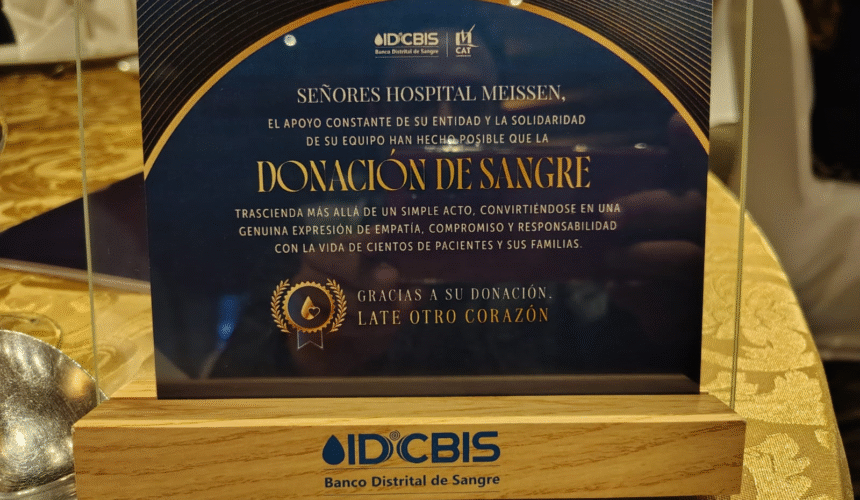 IDCBIS
Banco Distrital de Sangre
CAT
SEÑORES HOSPITAL MEISSEN,
EL APOYO CONSTANTE DE SU ENTIDAD Y LA SOLIDARIDAD
DE SU EQUIPO HAN HECHO POSIBLE QUE LA
DONACIÓN DE SANGRE
TRASCIENDA MÁS ALLÁ DE UN SIMPLE ACTO, CONVIRTIÉNDOSE EN UNA
GENUINA EXPRESIÓN DE EMPATÍA, COMPROMISO Y RESPONSABILIDAD
CON LA VIDA DE CIENTOS DE PACIENTES Y SUS FAMILIAS.
GRACIAS A SU DONACIÓN,
LATE OTRO CORAZÓN
IDCBIS
Banco Distrital de Sangre